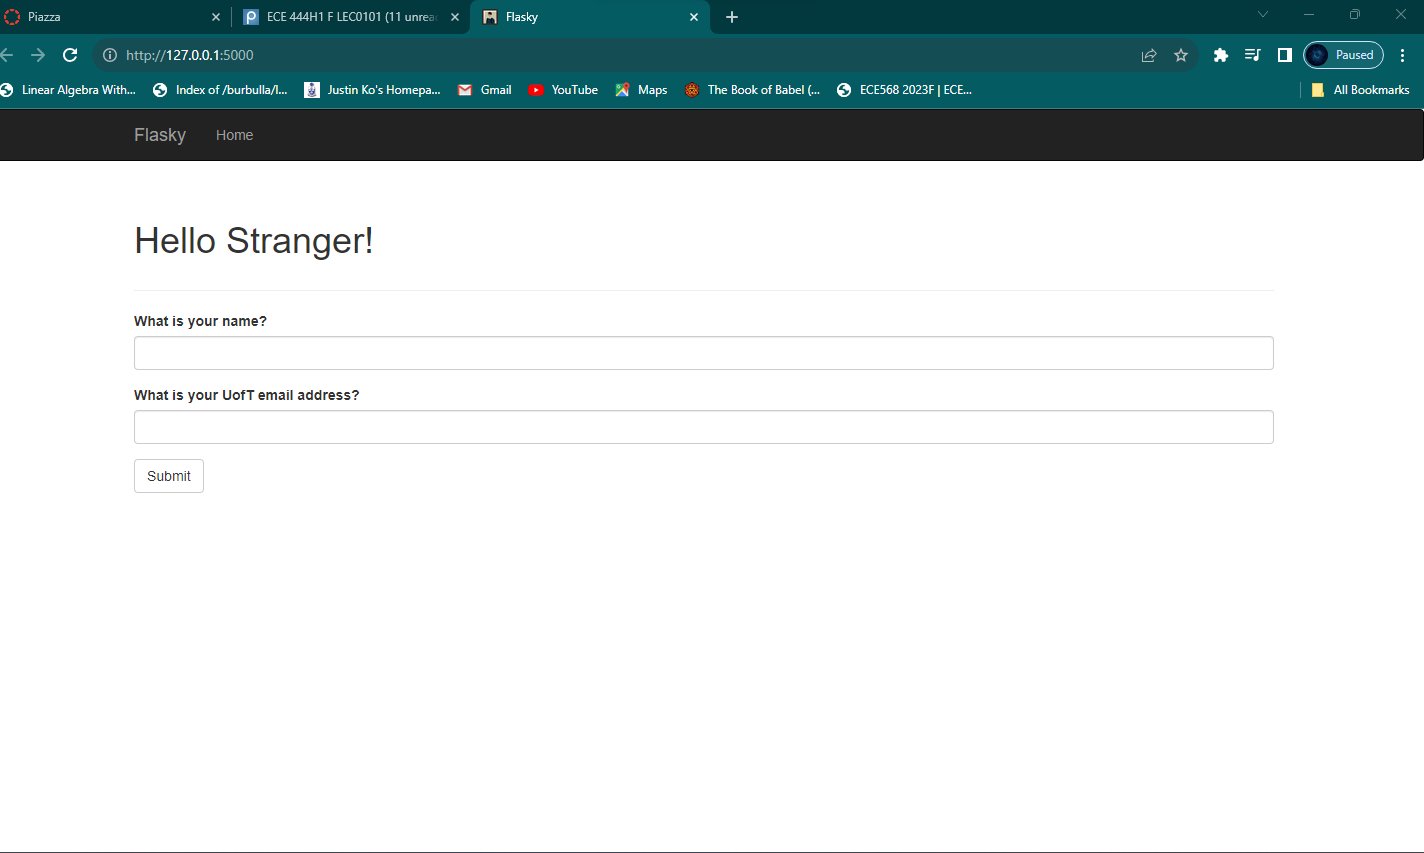 Piazza
ECE 444H1 F LEC0101 (11 unrea
Flasky
http://127.0.0.1:5000
Paused
Linear Algebra With...
Index of /burbulla/l...
Justin Ko's Homepa...
Gmail
YouTube
Maps
The Book of Babel (...
ECE568 2023F | ECE...
All Bookmarks
Flasky
Home
Hello Stranger!
What is your name?
What is your UofT email address?
Submit